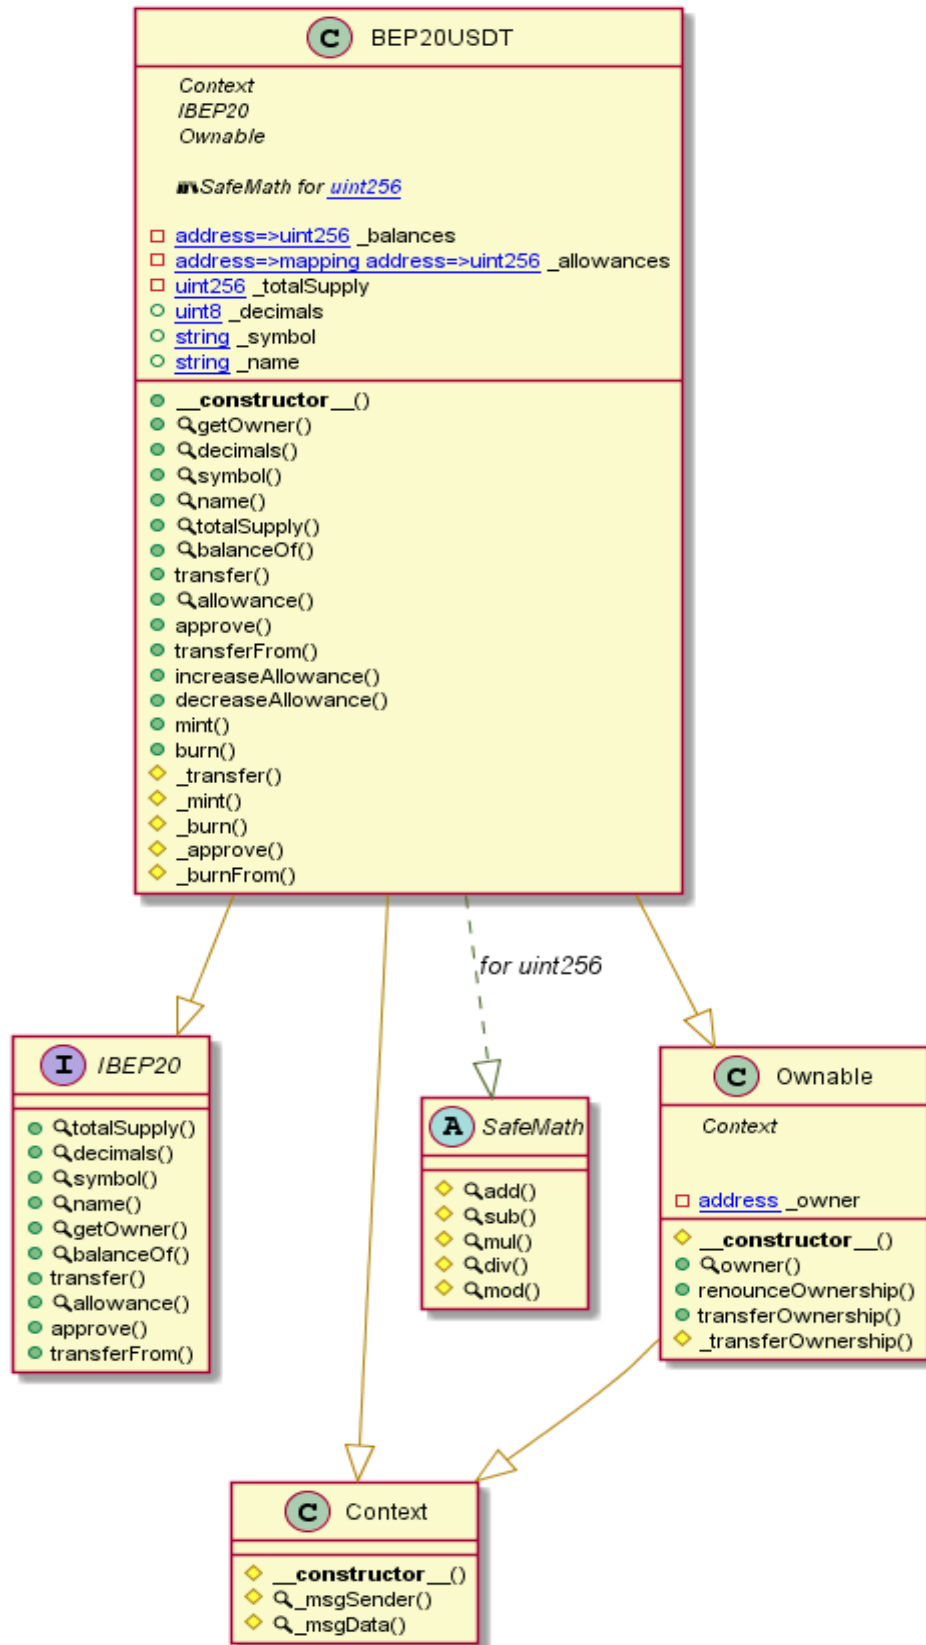 C BEP20USDT
Context
IBEP20
Ownable
SafeMath for uint256
address=>uint256 _balances
address=>mapping address=>uint256 _allowances
uint256 _totalSupply
uint8 _decimals
string _symbol
string _name
__constructor__()
getOwner()
decimals()
symbol()
name()
totalSupply()
balanceOf()
transfer()
allowance()
approve()
transferFrom()
increaseAllowance()
decreaseAllowance()
mint()
burn()
_transfer()
_mint()
_burn()
_approve()
_burnFrom()
for uint256
I IBEP20
totalSupply()
decimals()
symbol()
name()
getOwner()
balanceOf()
transfer()
allowance()
approve()
transferFrom()
A SafeMath
add()
sub()
mul()
div()
mod()
C Ownable
Context
address _owner
__constructor__()
owner()
renounceOwnership()
transferOwnership()
_transferOwnership()
C Context
__constructor__()
_msgSender()
_msgData()